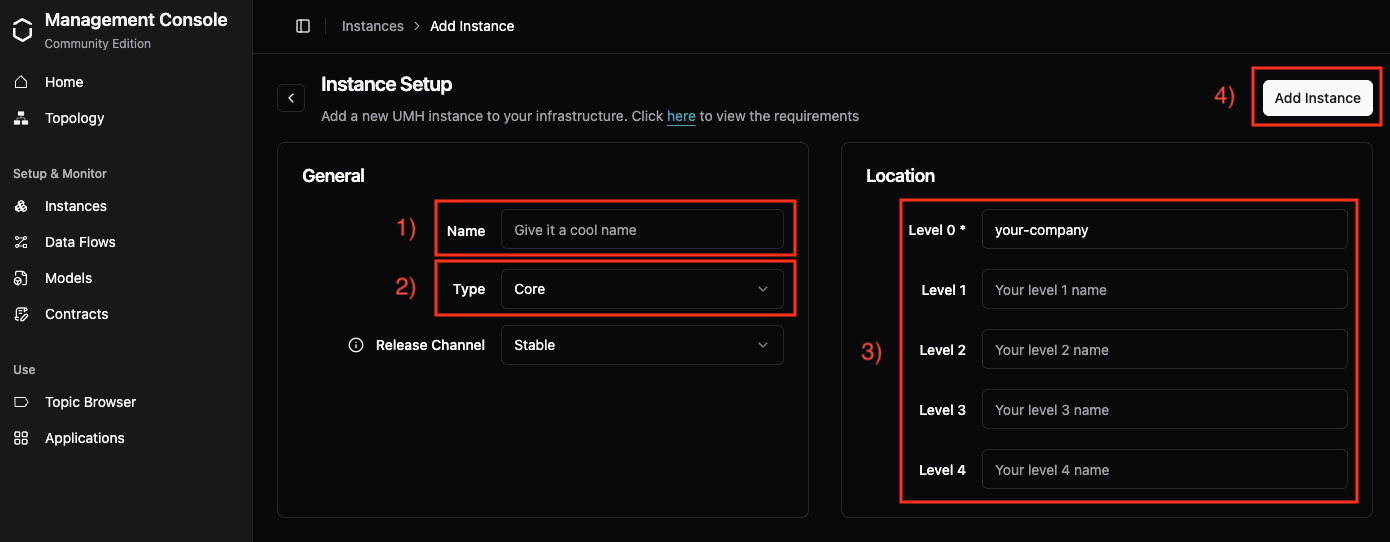 Management Console
Community Edition
Home
Topology
Setup & Monitor
Instances
Data Flows
Models
Contracts
Use
Topic Browser
Applications
Instances > Add Instance
Instance Setup
Add a new UMH instance to your infrastructure. Click here to view the requirements
4) Add Instance
General
1) Name Give it a cool name
2) Type Core
Release Channel Stable
Location
3)
Level 0 * your-company
Level 1 Your level 1 name
Level 2 Your level 2 name
Level 3 Your level 3 name
Level 4 Your level 4 name